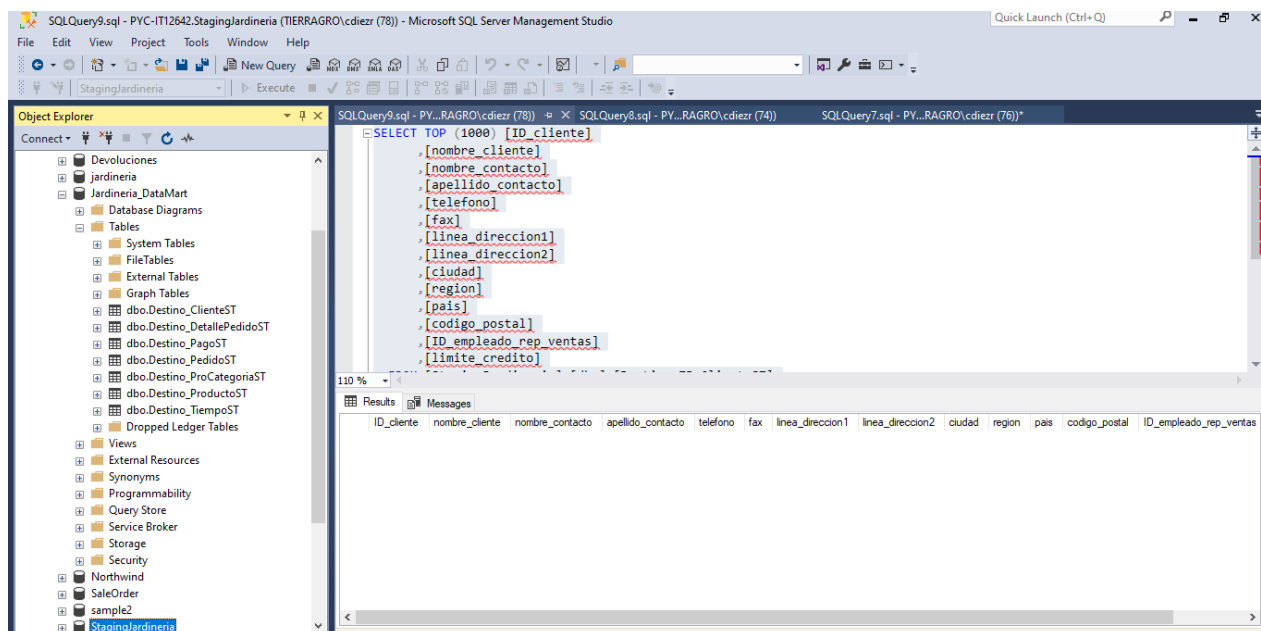 SQLQuery9.sql - PYC-IT12642.StagingJardineria (TIERRAGRO\cdiezr (78)) - Microsoft SQL Server Management Studio
Quick Launch (Ctrl+Q)
File Edit View Project Tools Window Help
New Query
StagingJardineria Execute
Object Explorer
Connect
Devoluciones
jardineria
Jardineria_DataMart
Database Diagrams
Tables
System Tables
FileTables
External Tables
Graph Tables
dbo.Destino_ClienteST
dbo.Destino_DetallePedidoST
dbo.Destino_PagoST
dbo.Destino_PedidoST
dbo.Destino_ProCategoriaST
dbo.Destino_ProductoST
dbo.Destino_TiempoST
Dropped Ledger Tables
Views
External Resources
Synonyms
Programmability
Query Store
Service Broker
Storage
Security
Northwind
SaleOrder
sample2
StagingJardineria
SQLQuery9.sql - PY...RAGRO\cdiezr (78)) SQLQuery8.sql - PY...RAGRO\cdiezr (74)) SQLQuery7.sql - PY...RAGRO\cdiezr (76))*
SELECT TOP (1000) [ID_cliente]
,[nombre_cliente]
,[nombre_contacto]
,[apellido_contacto]
,[telefono]
,[fax]
,[linea_direccion1]
,[linea_direccion2]
,[ciudad]
,[region]
,[pais]
,[codigo_postal]
,[ID_empleado_rep_ventas]
,[limite_credito]
110 %
Results Messages
ID_cliente nombre_cliente nombre_contacto apellido_contacto telefono fax linea_direccion1 linea_direccion2 ciudad region pais codigo_postal ID_empleado_rep_ventas